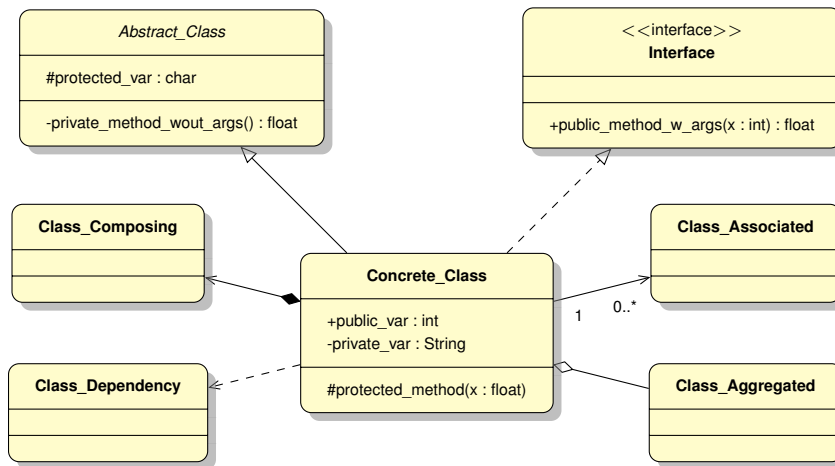 Abstract_Class
#protected_var : char
-private_method_wout_args() : float
<<interface>>
Interface
+public_method_w_args(x : int) : float
Class_Composing
Class_Associated
Concrete_Class
+public_var : int
-private_var : String
#protected_method(x : float)
1
0..*
Class_Dependency
Class_Aggregated